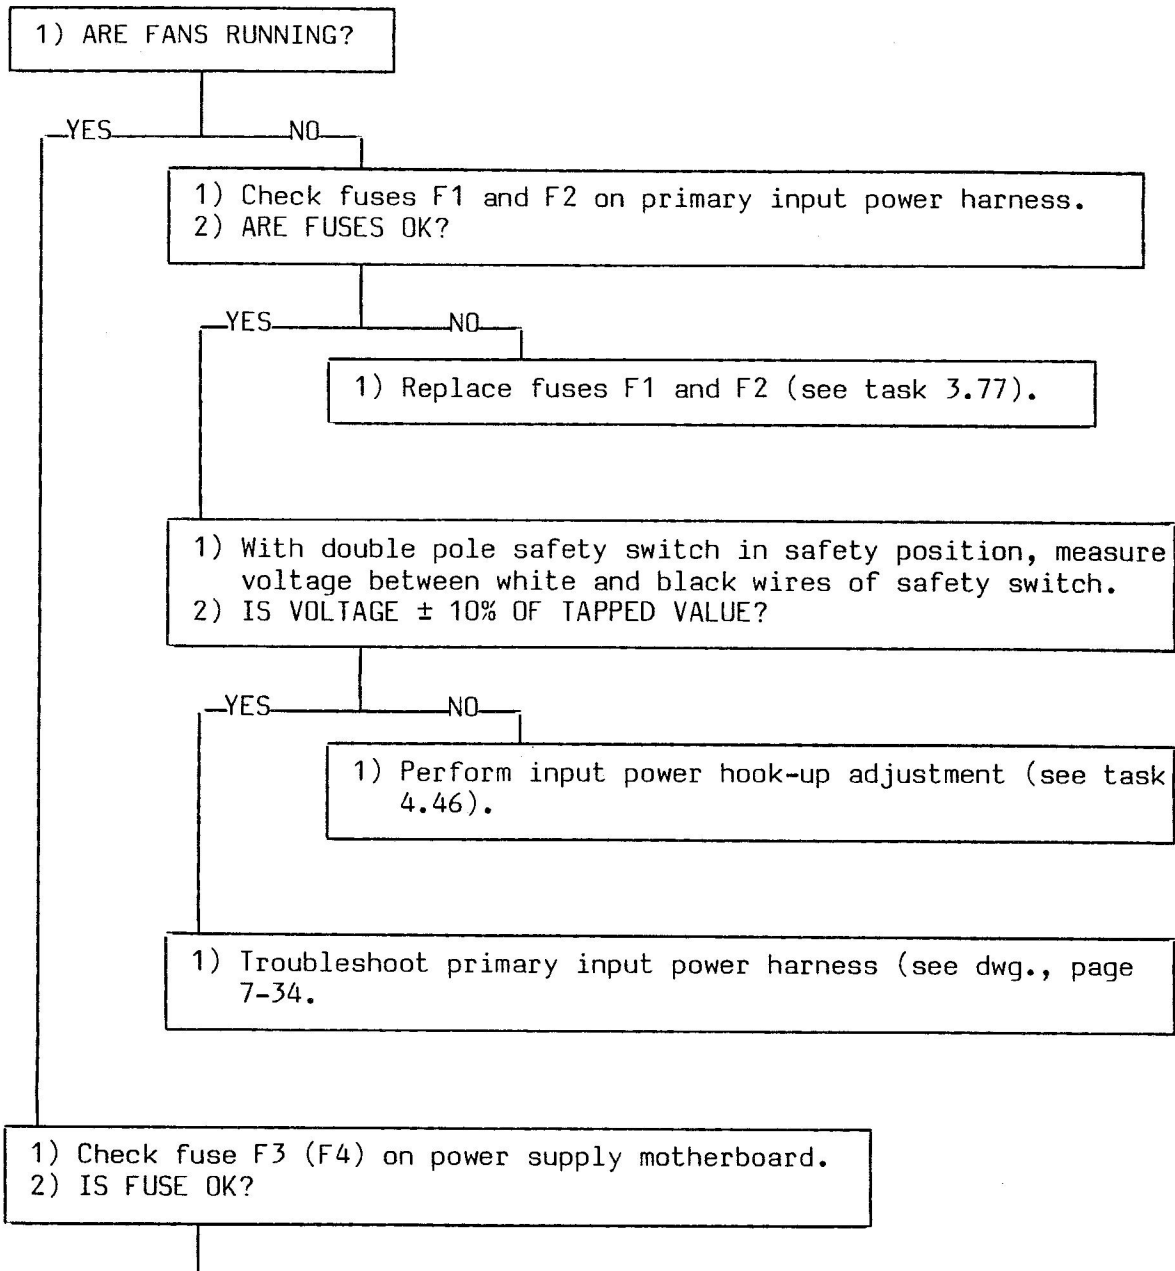 1) ARE FANS RUNNING?
YES NO
1) Check fuses F1 and F2 on primary input power harness.
2) ARE FUSES OK?
YES NO
1) Replace fuses F1 and F2 (see task 3.77).
1) With double pole safety switch in safety position, measure
voltage between white and black wires of safety switch.
2) IS VOLTAGE ± 10% OF TAPPED VALUE?
YES NO
1) Perform input power hook-up adjustment (see task
4.46).
1) Troubleshoot primary input power harness (see dwg., page
7-34.
1) Check fuse F3 (F4) on power supply motherboard.
2) IS FUSE OK?